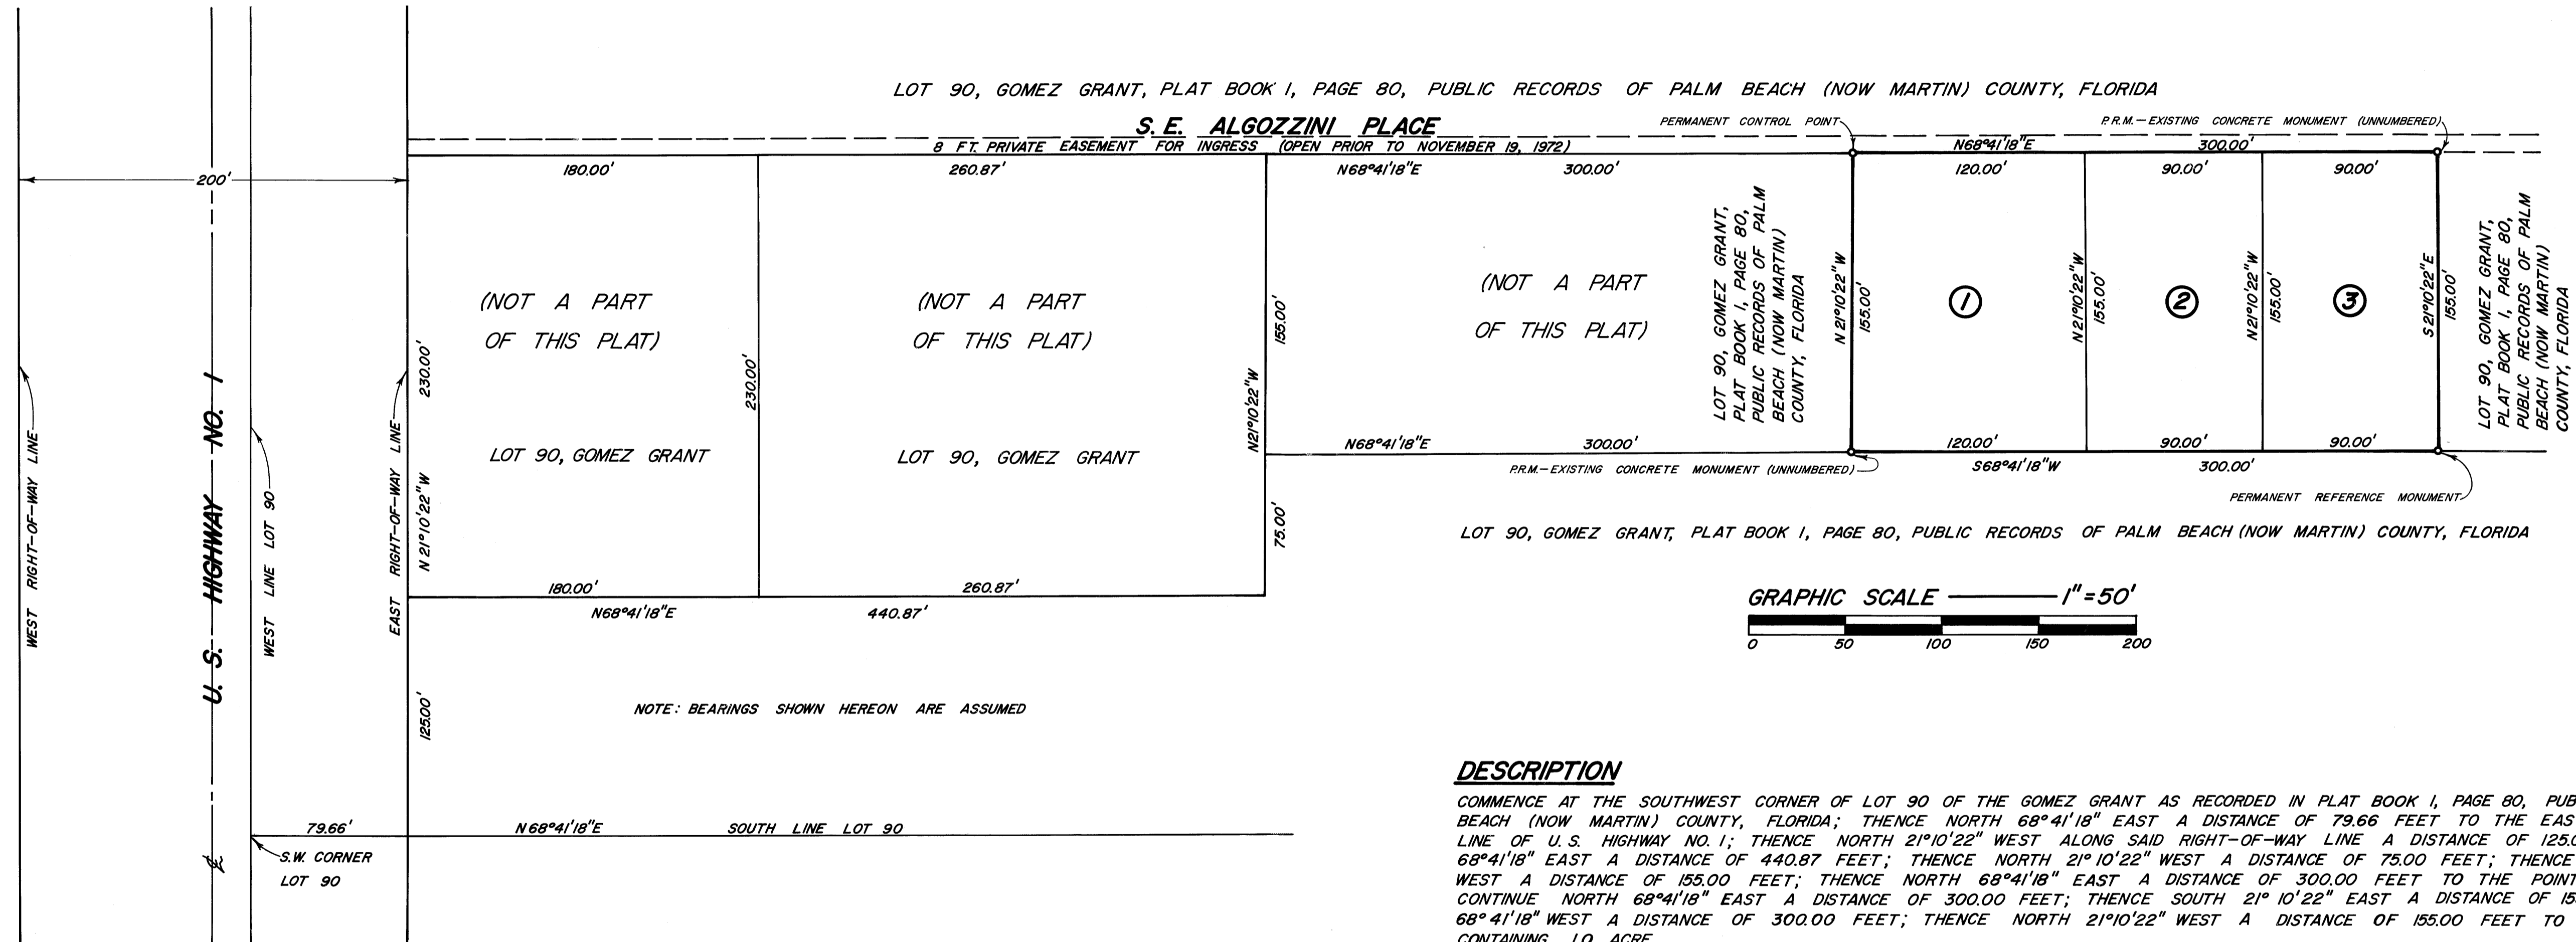 LOT 90, GOMEZ GRANT, PLAT BOOK 1, PAGE 80, PUBLIC RECORDS OF PALM BEACH (NOW MARTIN) COUNTY, FLORIDA
S. E. ALGOZZINI PLACE
PERMANENT CONTROL POINT
P.R.M.—EXISTING CONCRETE MONUMENT (UNNUMBERED)
8 FT. PRIVATE EASEMENT FOR INGRESS (OPEN PRIOR TO NOVEMBER 19, 1972)
N68°41'18"E
300.00'
200'
180.00'
260.87'
N68°41'18"E
300.00'
120.00'
90.00'
90.00'
WEST RIGHT-OF-WAY LINE
U. S. HIGHWAY NO. 1
WEST LINE LOT 90
EAST RIGHT-OF-WAY LINE
230.00'
N 21°10'22"W
(NOT A PART
OF THIS PLAT)
LOT 90, GOMEZ GRANT
230.00'
(NOT A PART
OF THIS PLAT)
LOT 90, GOMEZ GRANT
155.00'
N21°10'22"W
75.00'
(NOT A PART
OF THIS PLAT)
LOT 90, GOMEZ GRANT,
PLAT BOOK 1, PAGE 80,
PUBLIC RECORDS OF PALM
BEACH (NOW MARTIN)
COUNTY, FLORIDA
N 21°10'22"W
155.00'
1
N21°10'22"W
155.00'
2
N21°10'22"W
155.00'
3
S 21°10'22"E
155.00'
LOT 90, GOMEZ GRANT,
PLAT BOOK 1, PAGE 80,
PUBLIC RECORDS OF PALM
BEACH (NOW MARTIN)
COUNTY, FLORIDA
N68°41'18"E
300.00'
120.00'
90.00'
90.00'
P.R.M.—EXISTING CONCRETE MONUMENT (UNNUMBERED)
S68°41'18"W
300.00'
PERMANENT REFERENCE MONUMENT
LOT 90, GOMEZ GRANT, PLAT BOOK 1, PAGE 80, PUBLIC RECORDS OF PALM BEACH (NOW MARTIN) COUNTY, FLORIDA
180.00'
260.87'
N68°41'18"E
440.87'
GRAPHIC SCALE 1"=50'
0 50 100 150 200
125.00'
NOTE: BEARINGS SHOWN HEREON ARE ASSUMED
79.66'
N 68°41'18"E
SOUTH LINE LOT 90
S.W. CORNER
LOT 90
DESCRIPTION
COMMENCE AT THE SOUTHWEST CORNER OF LOT 90 OF THE GOMEZ GRANT AS RECORDED IN PLAT BOOK 1, PAGE 80, PUB
BEACH (NOW MARTIN) COUNTY, FLORIDA; THENCE NORTH 68°41'18" EAST A DISTANCE OF 79.66 FEET TO THE EAS
LINE OF U. S. HIGHWAY NO. 1; THENCE NORTH 21°10'22" WEST ALONG SAID RIGHT-OF-WAY LINE A DISTANCE OF 125.0
68°41'18" EAST A DISTANCE OF 440.87 FEET; THENCE NORTH 21°10'22" WEST A DISTANCE OF 75.00 FEET; THENCE
WEST A DISTANCE OF 155.00 FEET; THENCE NORTH 68°41'18" EAST A DISTANCE OF 300.00 FEET TO THE POINT
CONTINUE NORTH 68°41'18" EAST A DISTANCE OF 300.00 FEET; THENCE SOUTH 21° 10'22" EAST A DISTANCE OF 15
68° 41'18" WEST A DISTANCE OF 300.00 FEET; THENCE NORTH 21°10'22" WEST A DISTANCE OF 155.00 FEET TO
CONTAINING 1.0 ACRE